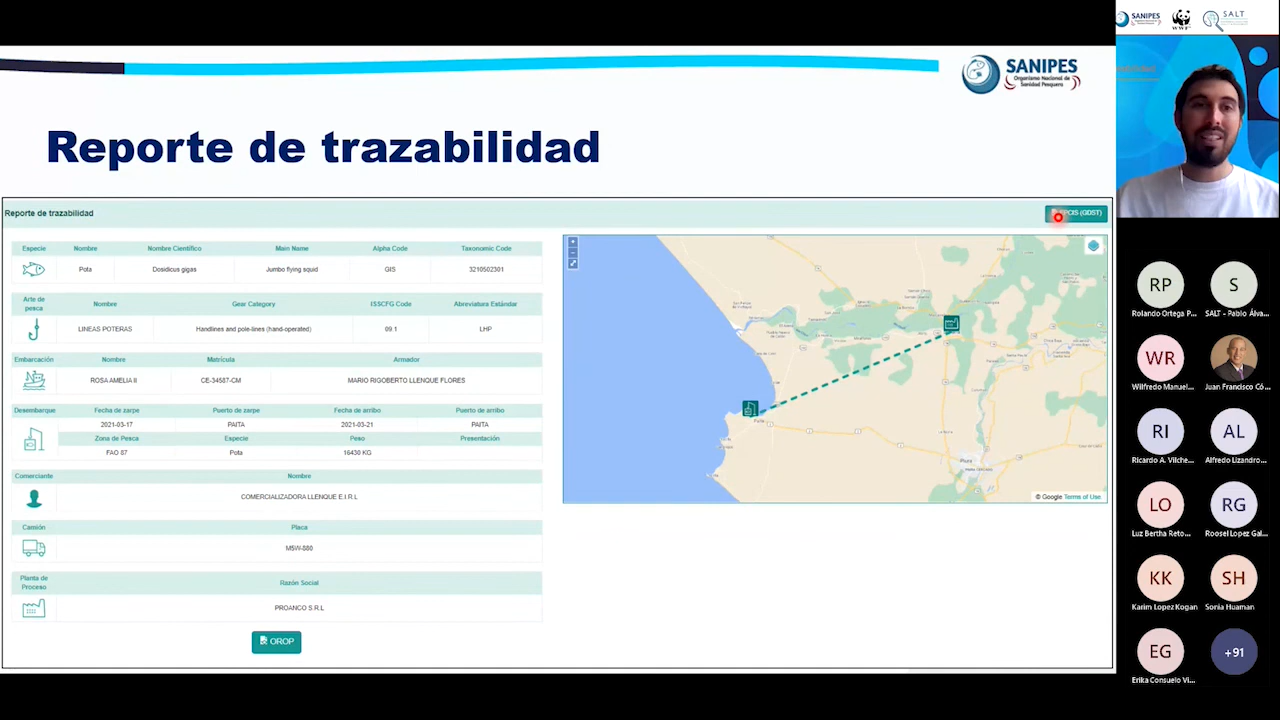 SANIPES
Organismo Nacional de
Sanidad Pesquera
Reporte de trazabilidad
Reporte de trazabilidad
EPCIS (GDST)
Especie Nombre Nombre Científico Main Name Alpha Code Taxonomic Code
Pota Dosidicus gigas Jumbo flying squid GIS 3210502301
Arte de pesca Nombre Gear Category ISSCFG Code Abreviatura Estándar
LINEAS POTERAS Handlines and pole-lines (hand-operated) 09.1 LHP
Embarcación Nombre Matrícula Armador
ROSA AMELIA II CE-34587-CM MARIO RIGOBERTO LLENQUE FLORES
Desembarque Fecha de zarpe Puerto de zarpe Fecha de arribo Puerto de arribo
2021-03-17 PAITA 2021-03-21 PAITA
Zona de Pesca Especie Peso Presentación
FAO 87 Pota 16430 KG
Comerciante Nombre
COMERCIALIZADORA LLENQUE E.I.R.L
Camión Placa
M5W-880
Planta de Proceso Razón Social
PROANCO S.R.L
OROP
Paita
Piura
© Google Terms of Use
SANIPES
WWF
SALT
RP
Rolando Ortega P...
S
SALT - Pablo Álva...
WR
Wilfredo Manuel...
Juan Francisco Có...
RI
Ricardo A. Vilche...
AL
Alfredo Lizandro...
LO
Luz Bertha Reto...
RG
Roosel Lopez Gal...
KK
Karim Lopez Kogan
SH
Sonia Huaman
EG
Erika Consuelo Vi...
+91